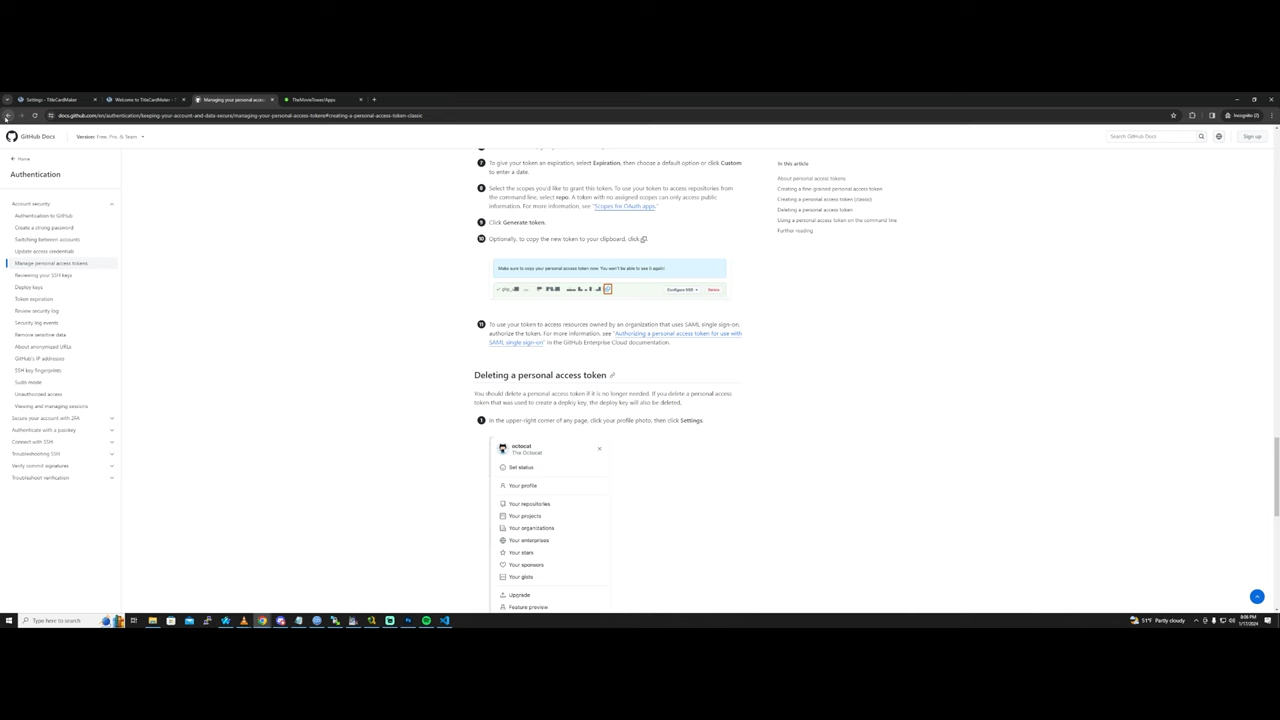 Settings - TitleCardMaker
Welcome to TitleCardMaker
Managing your personal acces
TheMovieTower/Apps
docs.github.com/en/authentication/keeping-your-account-and-data-secure/managing-your-personal-access-tokens#creating-a-personal-access-token-classic
Incognito (2)
GitHub Docs
Version: Free, Pro, & Team
Search GitHub Docs
Sign up
Home
Authentication
Account security
Authentication to GitHub
Create a strong password
Switching between accounts
Update access credentials
Manage personal access tokens
Reviewing your SSH keys
Deploy keys
Token expiration
Review security log
Security log events
Remove sensitive data
About anonymized URLs
GitHub's IP addresses
SSH key fingerprints
Sudo mode
Unauthorized access
Viewing and managing sessions
Secure your account with 2FA
Authenticate with a passkey
Connect with SSH
Troubleshooting SSH
Verify commit signatures
Troubleshoot verification
7 To give your token an expiration, select Expiration, then choose a default option or click Custom
to enter a date.
8 Select the scopes you'd like to grant this token. To use your token to access repositories
from the command line, select repo. A token with no assigned scopes can only access public
information. For more information, see "Scopes for OAuth apps."
9 Click Generate token.
10 Optionally, to copy the new token to your clipboard, click
Make sure to copy your personal access token now. You won't be able to see it again!
Configure SSO
Delete
11 To use your token to access resources owned by an organization that uses SAML single sign-on,
authorize the token. For more information, see "Authorizing a personal access token for use with
SAML single sign-on" in the GitHub Enterprise Cloud documentation.
Deleting a personal access token
You should delete a personal access token if it is no longer needed. If you delete a personal access
token that was used to create a deploy key, the deploy key will also be deleted.
1 In the upper-right corner of any page, click your profile photo, then click Settings.
octocat
The Octocat
Set status
Your profile
Your repositories
Your projects
Your organizations
Your enterprises
Your stars
Your sponsors
Your gists
Upgrade
Feature preview
In this article
About personal access tokens
Creating a fine-grained personal access token
Creating a personal access token (classic)
Deleting a personal access token
Using a personal access token on the command line
Further reading
Type here to search
51°F Partly cloudy
8:06 PM
1/17/2024